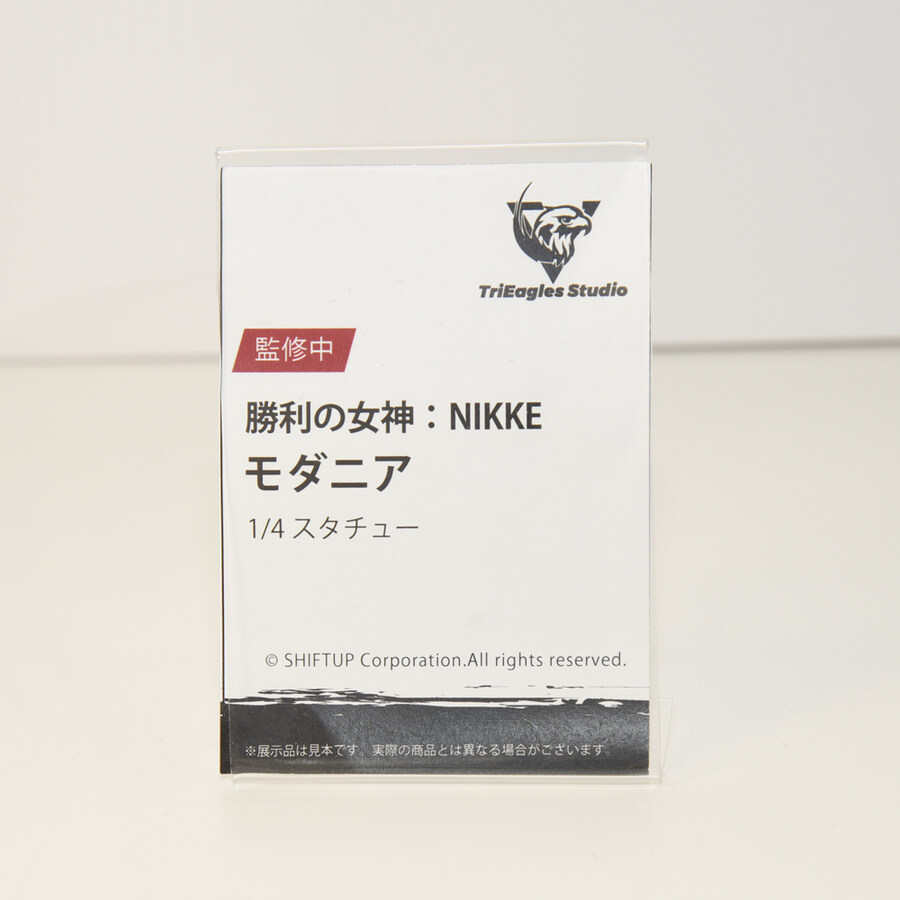 TriEagles Studio
監修中
勝利の女神：NIKKE
モダニア
1/4 スタチュー
© SHIFTUP Corporation.All rights reserved.
※展示品は見本です。実際の商品とは異なる場合がございます。